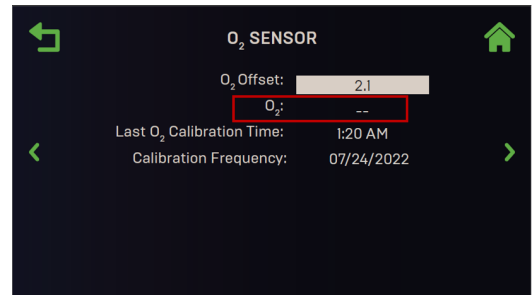 O₂ SENSOR
O₂ Offset: 2.1
O₂: --
Last O₂ Calibration Time: 1:20 AM
Calibration Frequency: 07/24/2022